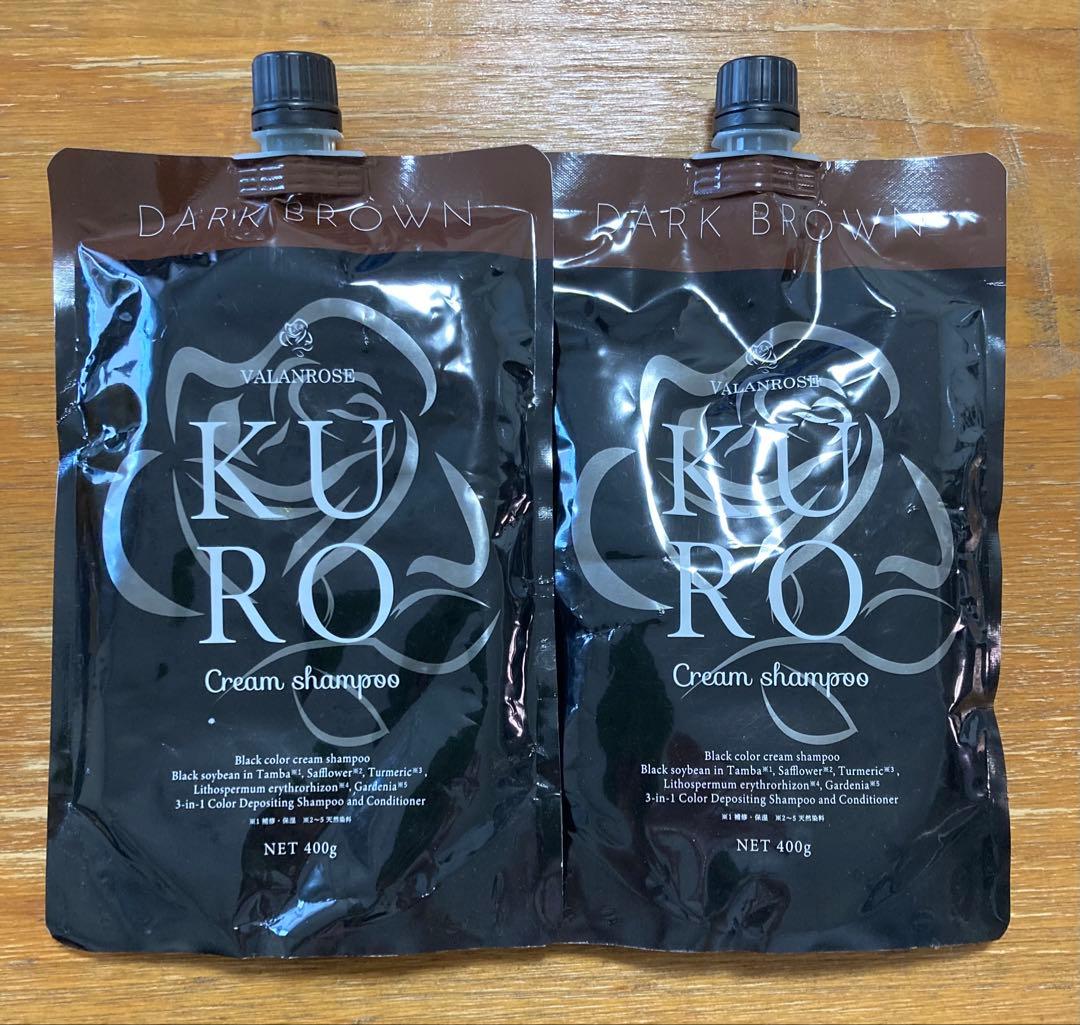 DARK BROWN
VALANROSE
KU
RO
Cream shampoo
Black color cream shampoo
Black soybean in Tamba※1, Safflower※2, Turmeric※3,
Lithospermum erythrorhizon※4, Gardenia※5
3-in-1 Color Depositing Shampoo and Conditioner
※1 補修・保湿 ※2~5 天然染料
NET 400g
DARK BROWN
VALANROSE
KU
RO
Cream shampoo
Black color cream shampoo
Black soybean in Tamba※1, Safflower※2, Turmeric※3,
Lithospermum erythrorhizon※4, Gardenia※5
3-in-1 Color Depositing Shampoo and Conditioner
※1 補修・保湿 ※2~5 天然染料
NET 400g